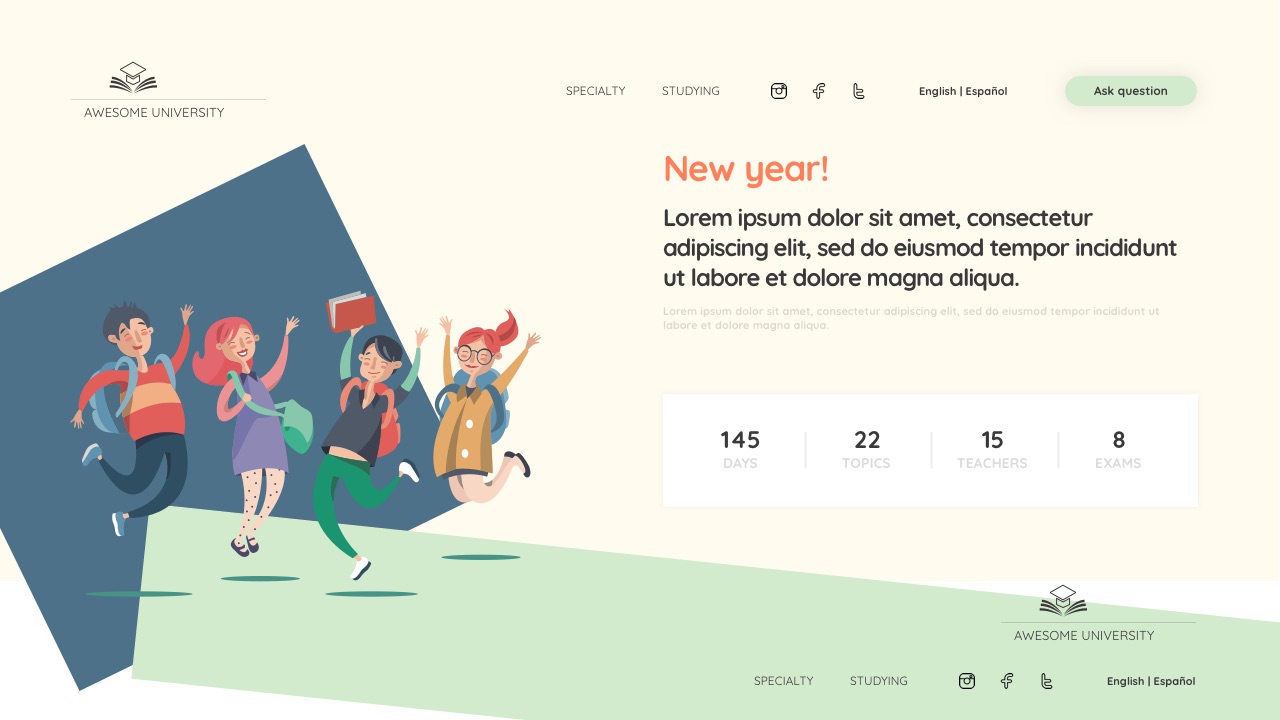 AWESOME UNIVERSITY
SPECIALTY
STUDYING
English | Español
Ask question
New year!
Lorem ipsum dolor sit amet, consectetur
adipiscing elit, sed do eiusmod tempor incididunt
ut labore et dolore magna aliqua.
Lorem ipsum dolor sit amet, consectetur adipiscing elit, sed do eiusmod tempor incididunt ut
labore et dolore magna aliqua.
145
DAYS
22
TOPICS
15
TEACHERS
8
EXAMS
AWESOME UNIVERSITY
SPECIALTY
STUDYING
English | Español